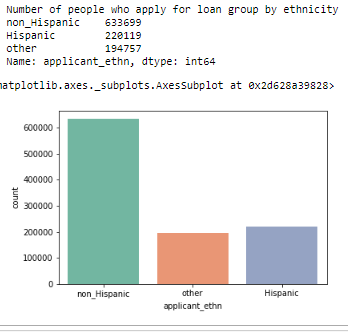 Number of people who apply for loan group by ethnicity
non_Hispanic 633699
Hispanic 220119
other 194757
Name: applicant_ethn, dtype: int64
matplotlib.axes._subplots.AxesSubplot at 0x2d628a39828>
600000
500000
400000
300000
200000
100000
0
count
non_Hispanic other Hispanic
applicant_ethn